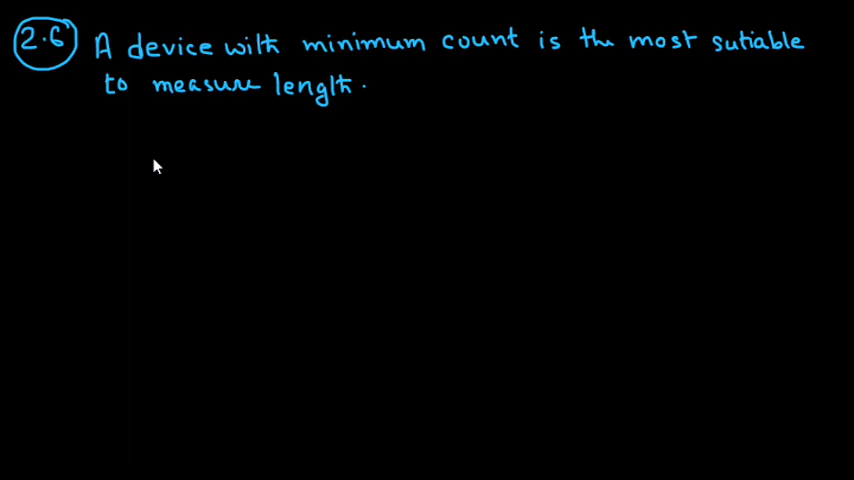 2.6 A device with minimum count is the most sutiable
to measure length.